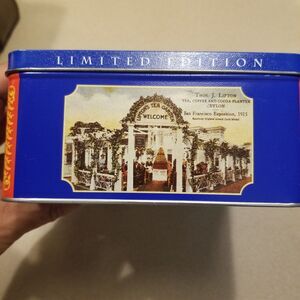 LIMITED EDITION
THOS. J. LIPTON
TEA, COFFEE AND COCOA PLANTER
CEYLON
San Francisco Exposition, 1915
WELCOME